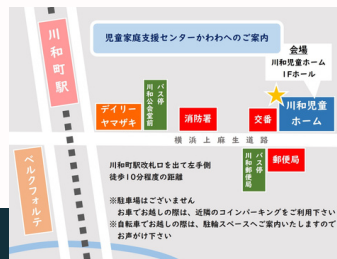 児童家庭支援センターかわわへのご案内
会場
川和児童ホーム
1Fホール
川和町駅
デイリー
ヤマザキ
バス停
川和公会堂前
消防署
交番
川和児童
ホーム
横浜上麻生道路
バス停
川和郵便局
郵便局
ベルクフォルテ
川和町駅改札口を出て左手側
徒歩10分程度の距離
※駐車場はございません
お車でお越しの際は、近隣のコインパーキングをご利用下さい
※自転車でお越しの際は、駐輪スペースへご案内いたしますので
お声がけ下さい